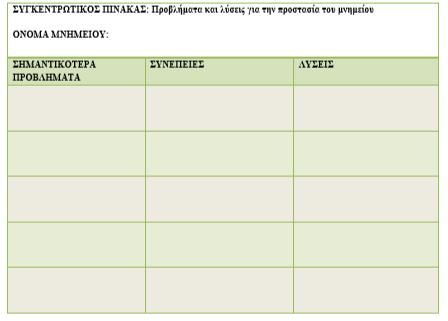 ΣΥΓΚΕΝΤΡΩΤΙΚΟΣ ΠΙΝΑΚΑΣ: Προβλήματα και λύσεις για την προστασία του μνημείου
ΟΝΟΜΑ ΜΝΗΜΕΙΟΥ:
ΣΗΜΑΝΤΙΚΟΤΕΡΑ ΣΥΝΕΠΕΙΕΣ ΛΥΣΕΙΣ
ΠΡΟΒΛΗΜΑΤΑ